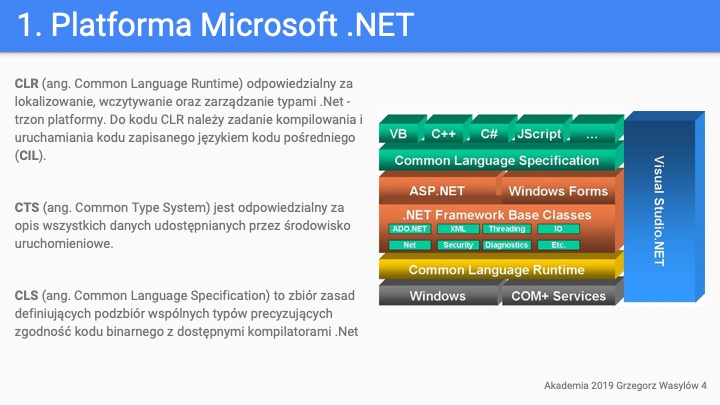 1. Platforma Microsoft .NET
CLR (ang. Common Language Runtime) odpowiedzialny za
lokalizowanie, wczytywanie oraz zarządzanie typami .Net -
trzon platformy. Do kodu CLR należy zadanie kompilowania i
uruchamiania kodu zapisanego językiem kodu pośredniego
(CIL).
CTS (ang. Common Type System) jest odpowiedzialny za
opis wszystkich danych udostępnianych przez środowisko
uruchomieniowe.
CLS (ang. Common Language Specification) to zbiór zasad
definiujących podzbiór wspólnych typów precyzujących
zgodność kodu binarnego z dostępnymi kompilatorami .Net
VB C++ C# JScript ...
Common Language Specification
ASP.NET Windows Forms
.NET Framework Base Classes
ADO.NET XML Threading IO
Net Security Diagnostics Etc.
Common Language Runtime
Windows COM+ Services
Visual Studio.NET
Akademia 2019 Grzegorz Wasylów 4